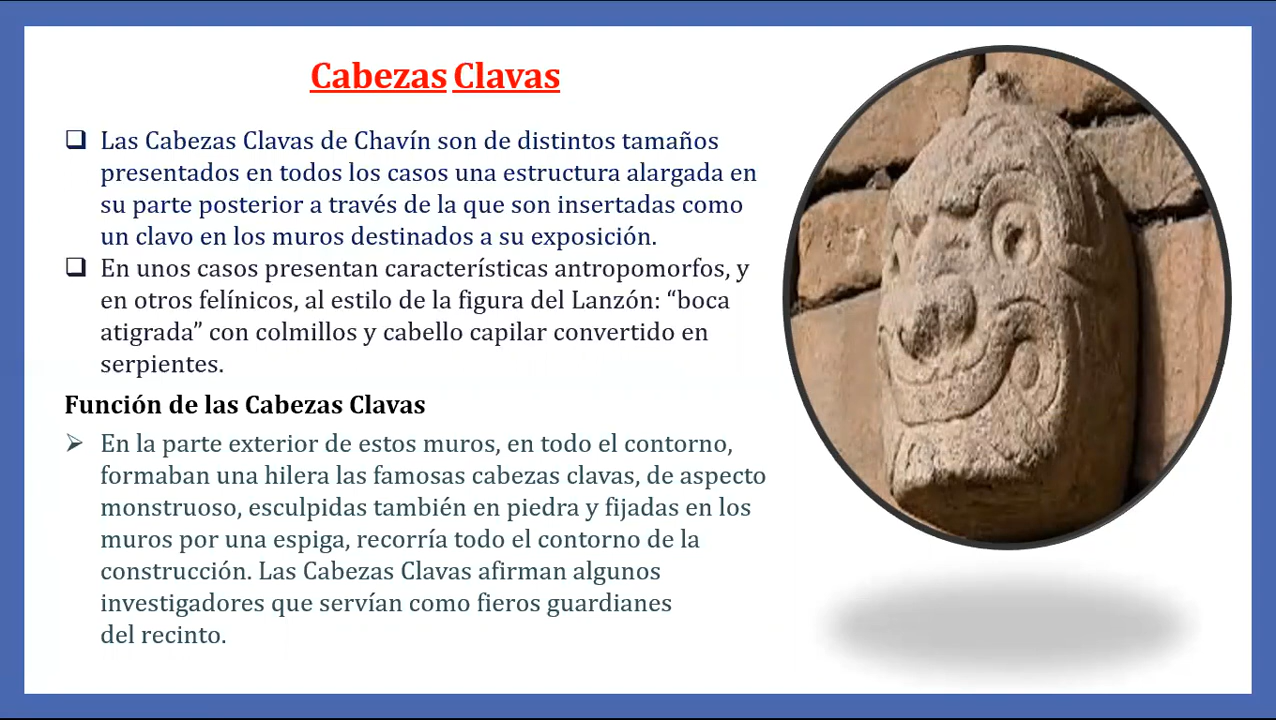 Cabezas Clavas
❑ Las Cabezas Clavas de Chavín son de distintos tamaños
presentados en todos los casos una estructura alargada en
su parte posterior a través de la que son insertadas como
un clavo en los muros destinados a su exposición.
❑ En unos casos presentan características antropomorfos, y
en otros felínicos, al estilo de la figura del Lanzón: “boca
atigrada” con colmillos y cabello capilar convertido en
serpientes.
Función de las Cabezas Clavas
➢ En la parte exterior de estos muros, en todo el contorno,
formaban una hilera las famosas cabezas clavas, de aspecto
monstruoso, esculpidas también en piedra y fijadas en los
muros por una espiga, recorría todo el contorno de la
construcción. Las Cabezas Clavas afirman algunos
investigadores que servían como fieros guardianes
del recinto.